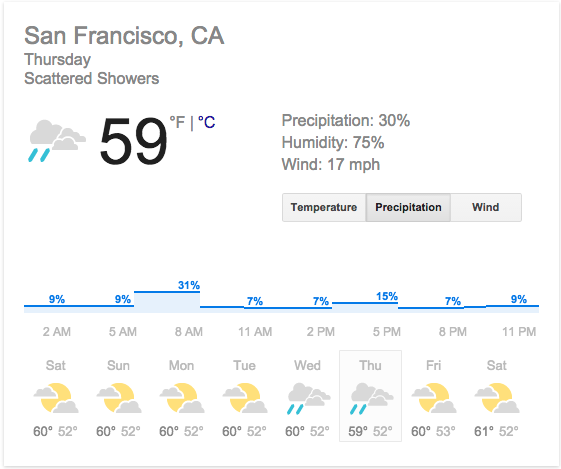 San Francisco, CA
Thursday
Scattered Showers
59 °F | °C
Precipitation: 30%
Humidity: 75%
Wind: 17 mph
Temperature Precipitation Wind
9% 9% 31% 7% 7% 15% 7% 9%
2 AM 5 AM 8 AM 11 AM 2 PM 5 PM 8 PM 11 PM
Sat Sun Mon Tue Wed Thu Fri Sat
60° 52° 60° 52° 60° 52° 60° 52° 60° 52° 59° 52° 60° 53° 61° 52°